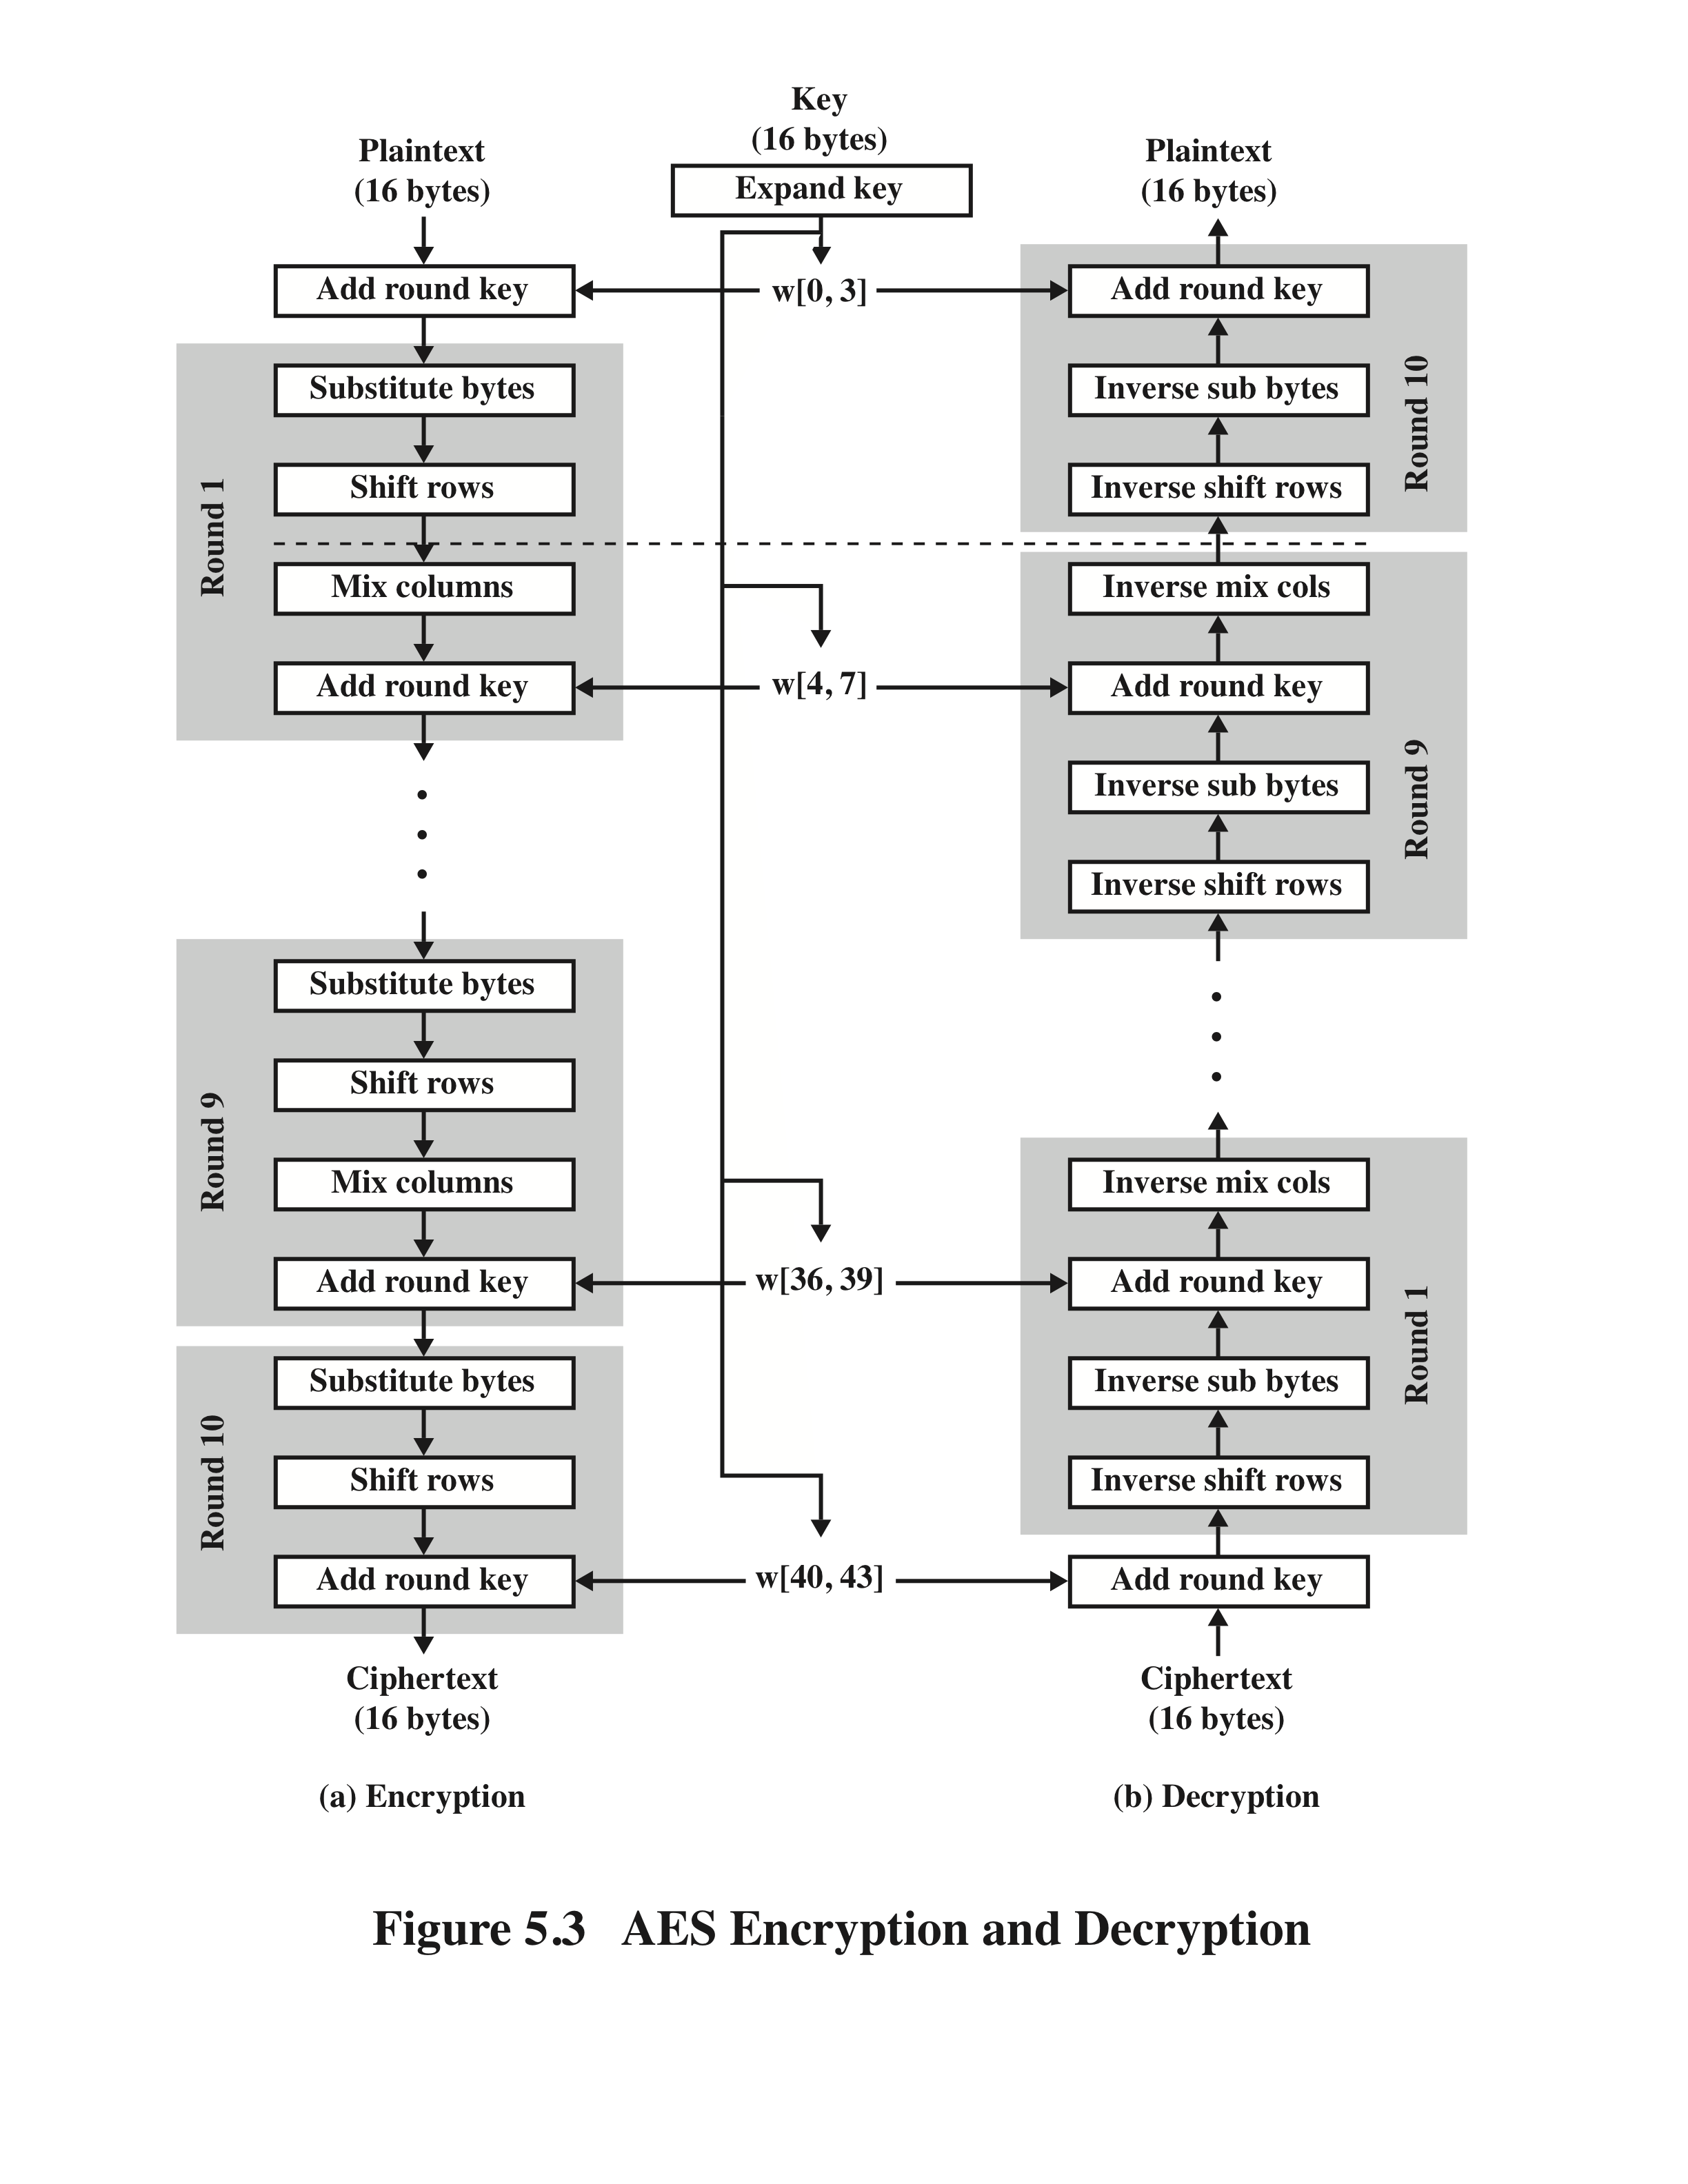 Key
(16 bytes)
Expand key
Plaintext
(16 bytes)
Add round key
Round 1
Substitute bytes
Shift rows
Mix columns
Add round key
Round 9
Substitute bytes
Shift rows
Mix columns
Add round key
Round 10
Substitute bytes
Shift rows
Add round key
Ciphertext
(16 bytes)
(a) Encryption
w[0, 3]
w[4, 7]
w[36, 39]
w[40, 43]
Plaintext
(16 bytes)
Add round key
Inverse sub bytes
Inverse shift rows
Round 10
Inverse mix cols
Add round key
Inverse sub bytes
Inverse shift rows
Round 9
Inverse mix cols
Add round key
Inverse sub bytes
Inverse shift rows
Round 1
Add round key
Ciphertext
(16 bytes)
(b) Decryption
Figure 5.3 AES Encryption and Decryption